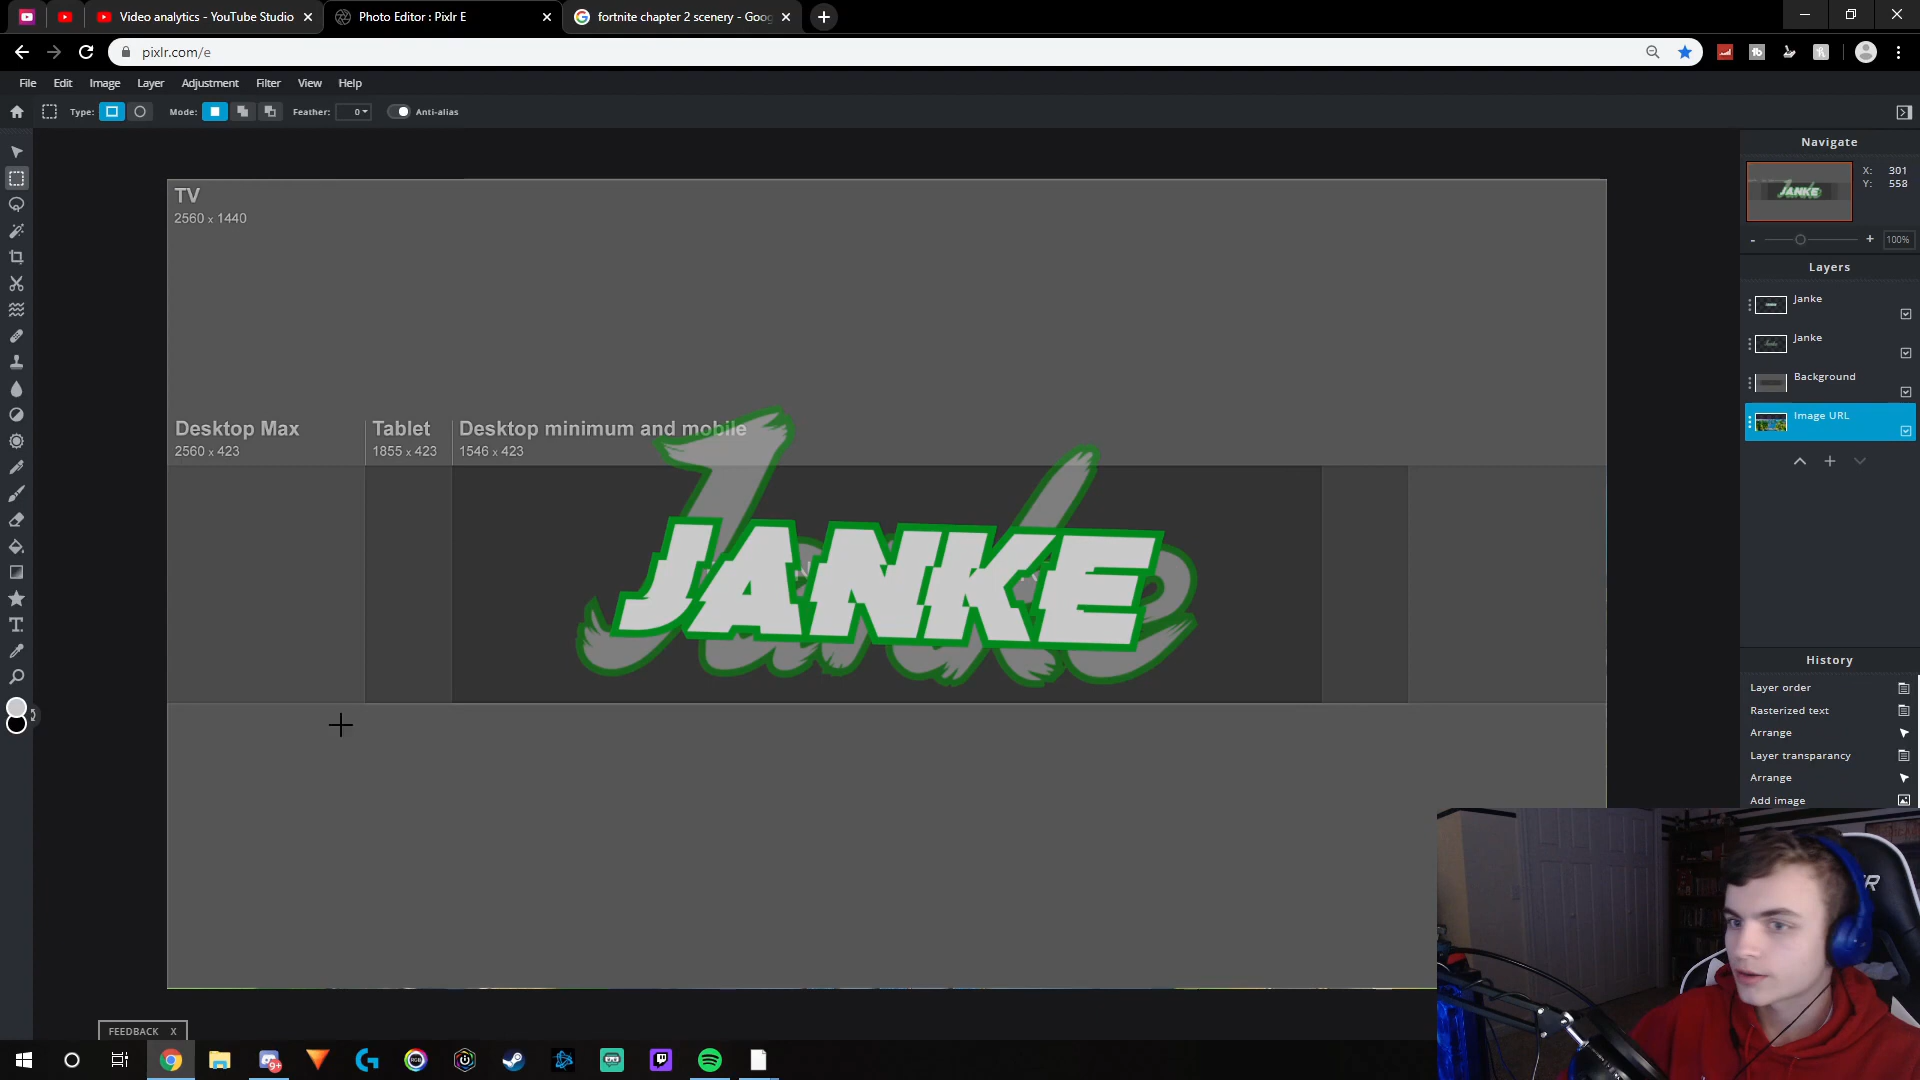 Video analytics - YouTube Studio
Photo Editor : Pixlr E
fortnite chapter 2 scenery - Goog
pixlr.com/e
File Edit Image Layer Adjustment Filter View Help
Type: Mode: Feather: 0 Anti-alias
Navigate
X: 301
Y: 558
- + 100%
Layers
Janke
Janke
Background
Image URL
TV
2560 x 1440
Desktop Max
2560 x 423
Tablet
1855 x 423
Desktop minimum and mobile
1546 x 423
Janke
JANKE
History
Layer order
Rasterized text
Arrange
Layer transparancy
Arrange
Add image
FEEDBACK X